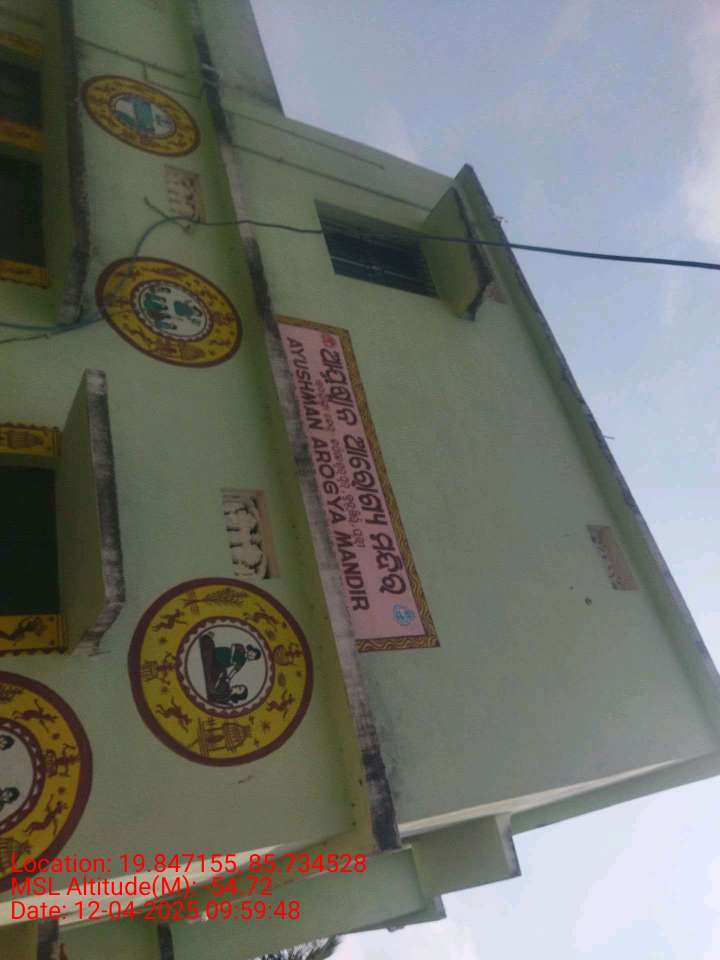 ଆୟୁଷ୍ମାନ ଆରୋଗ୍ୟ ମନ୍ଦିର
AYUSHMAN AROGYA MANDIR
Location: 19.847155 85.734528
MSL Altitude(M): -54.72
Date: 12-04-2025 09:59:48